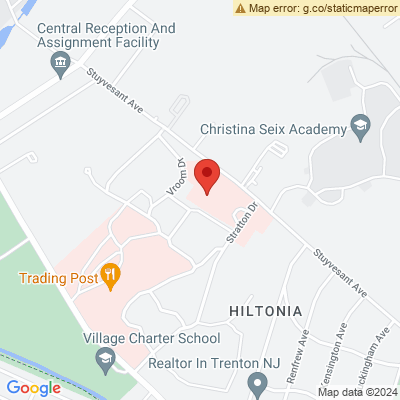 Map error: g.co/staticmaperror
Central Reception And
Assignment Facility
Stuyvesant Ave
Christina Seix Academy
Vroom Dr
Stratton Dr
Stuyvesant Ave
Trading Post
HILTONIA
Village Charter School
Realtor In Trenton NJ
Renfrew Ave
Kensington Ave
ckingham Ave
Google
Map data ©2024